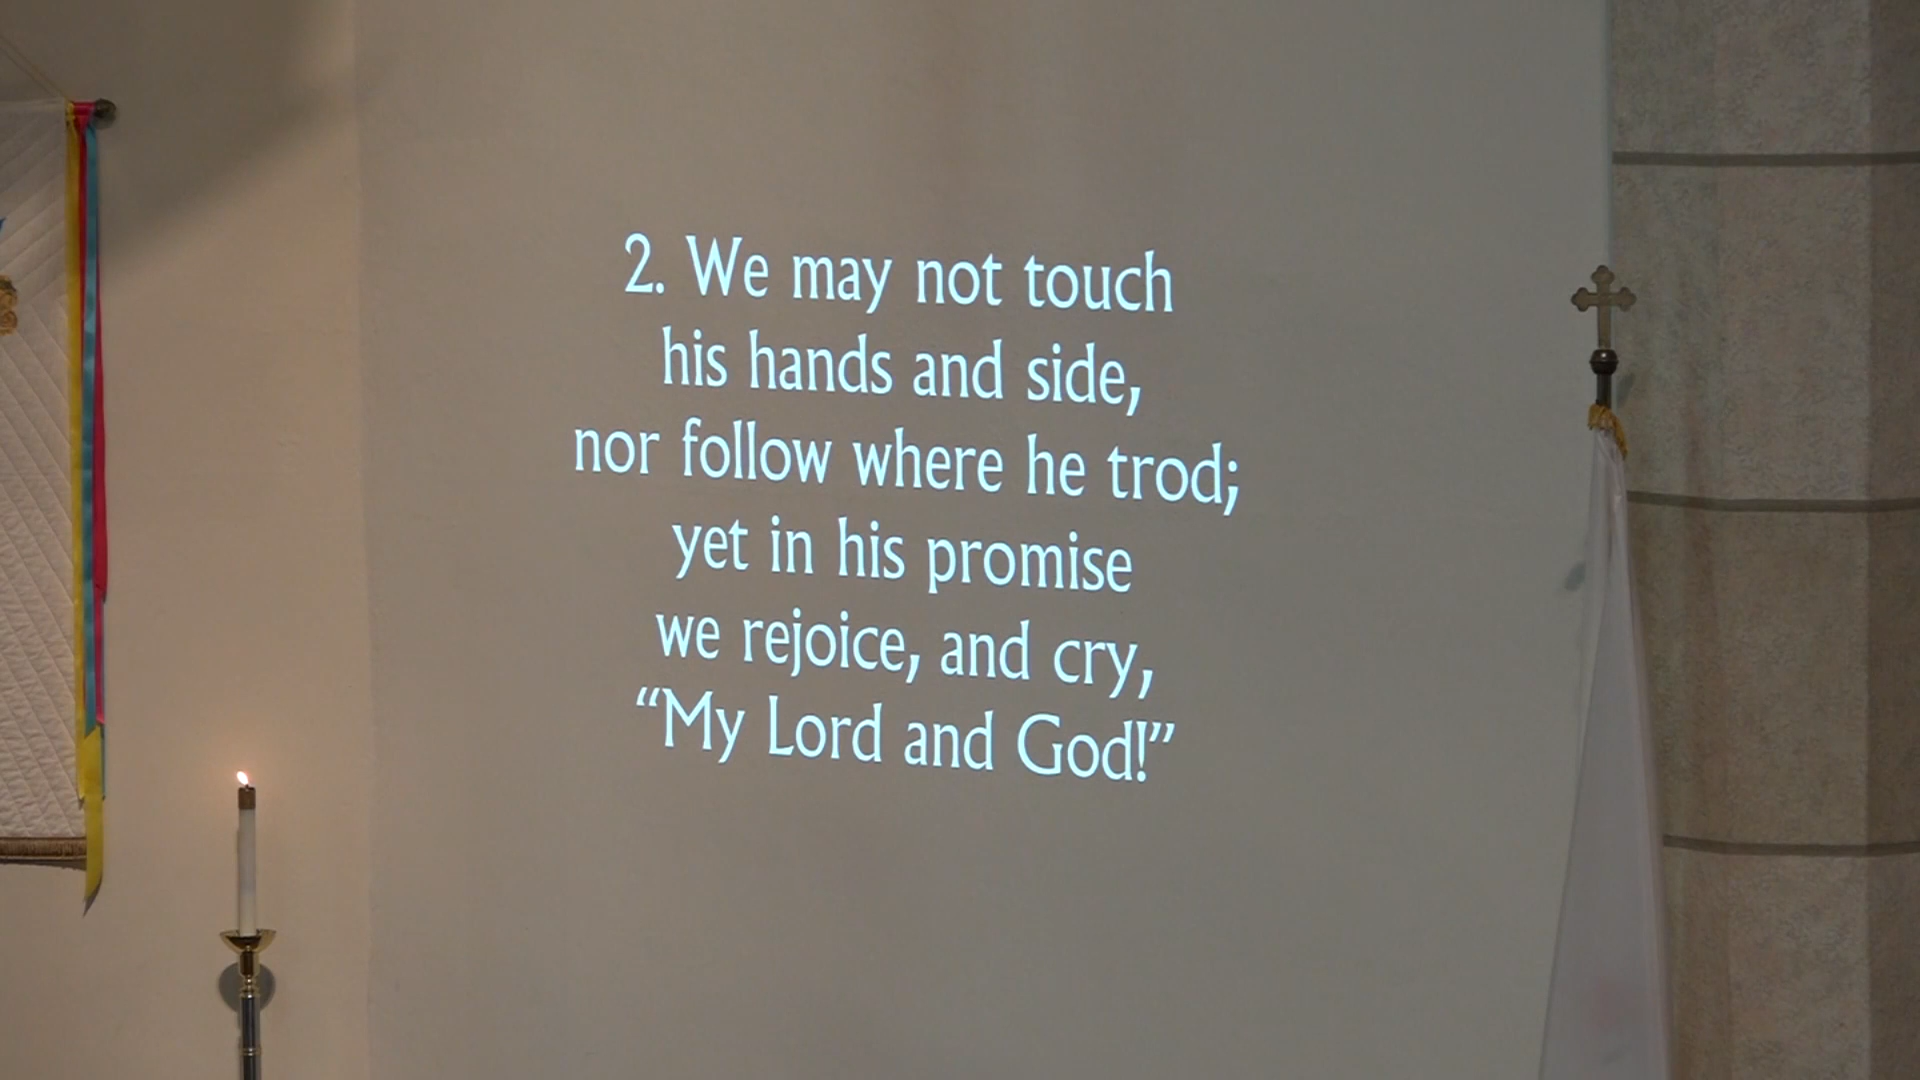 2. We may not touch
his hands and side,
nor follow where he trod;
yet in his promise
we rejoice, and cry,
“My Lord and God!”